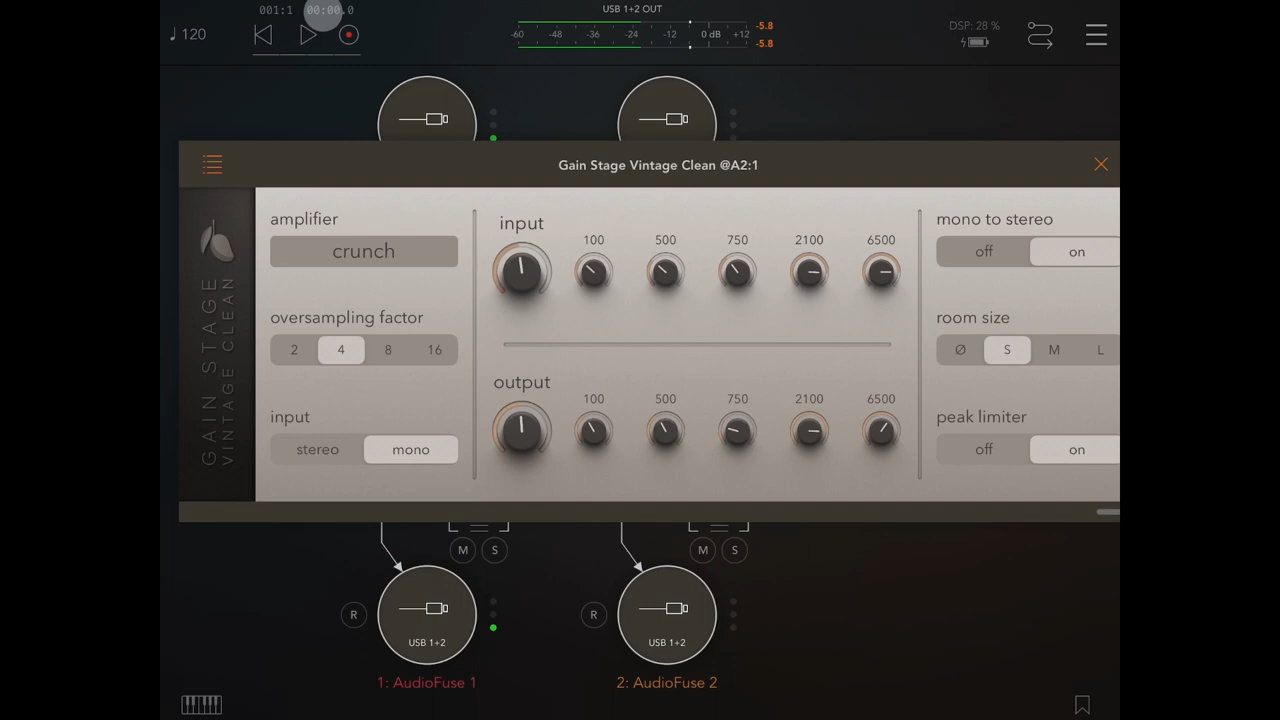 001:1 00:00.0
120
USB 1+2 OUT
-60 -48 -36 -24 -12 0 dB +12
-5.8
-5.8
DSP: 28 %
Gain Stage Vintage Clean @A2:1
GAIN STAGE
VINTAGE CLEAN
amplifier
crunch
oversampling factor
2 4 8 16
input
stereo mono
input
100 500 750 2100 6500
output
100 500 750 2100 6500
mono to stereo
off on
room size
Ø S M L
peak limiter
off on
M S M S
R R
USB 1+2 USB 1+2
1: AudioFuse 1 2: AudioFuse 2